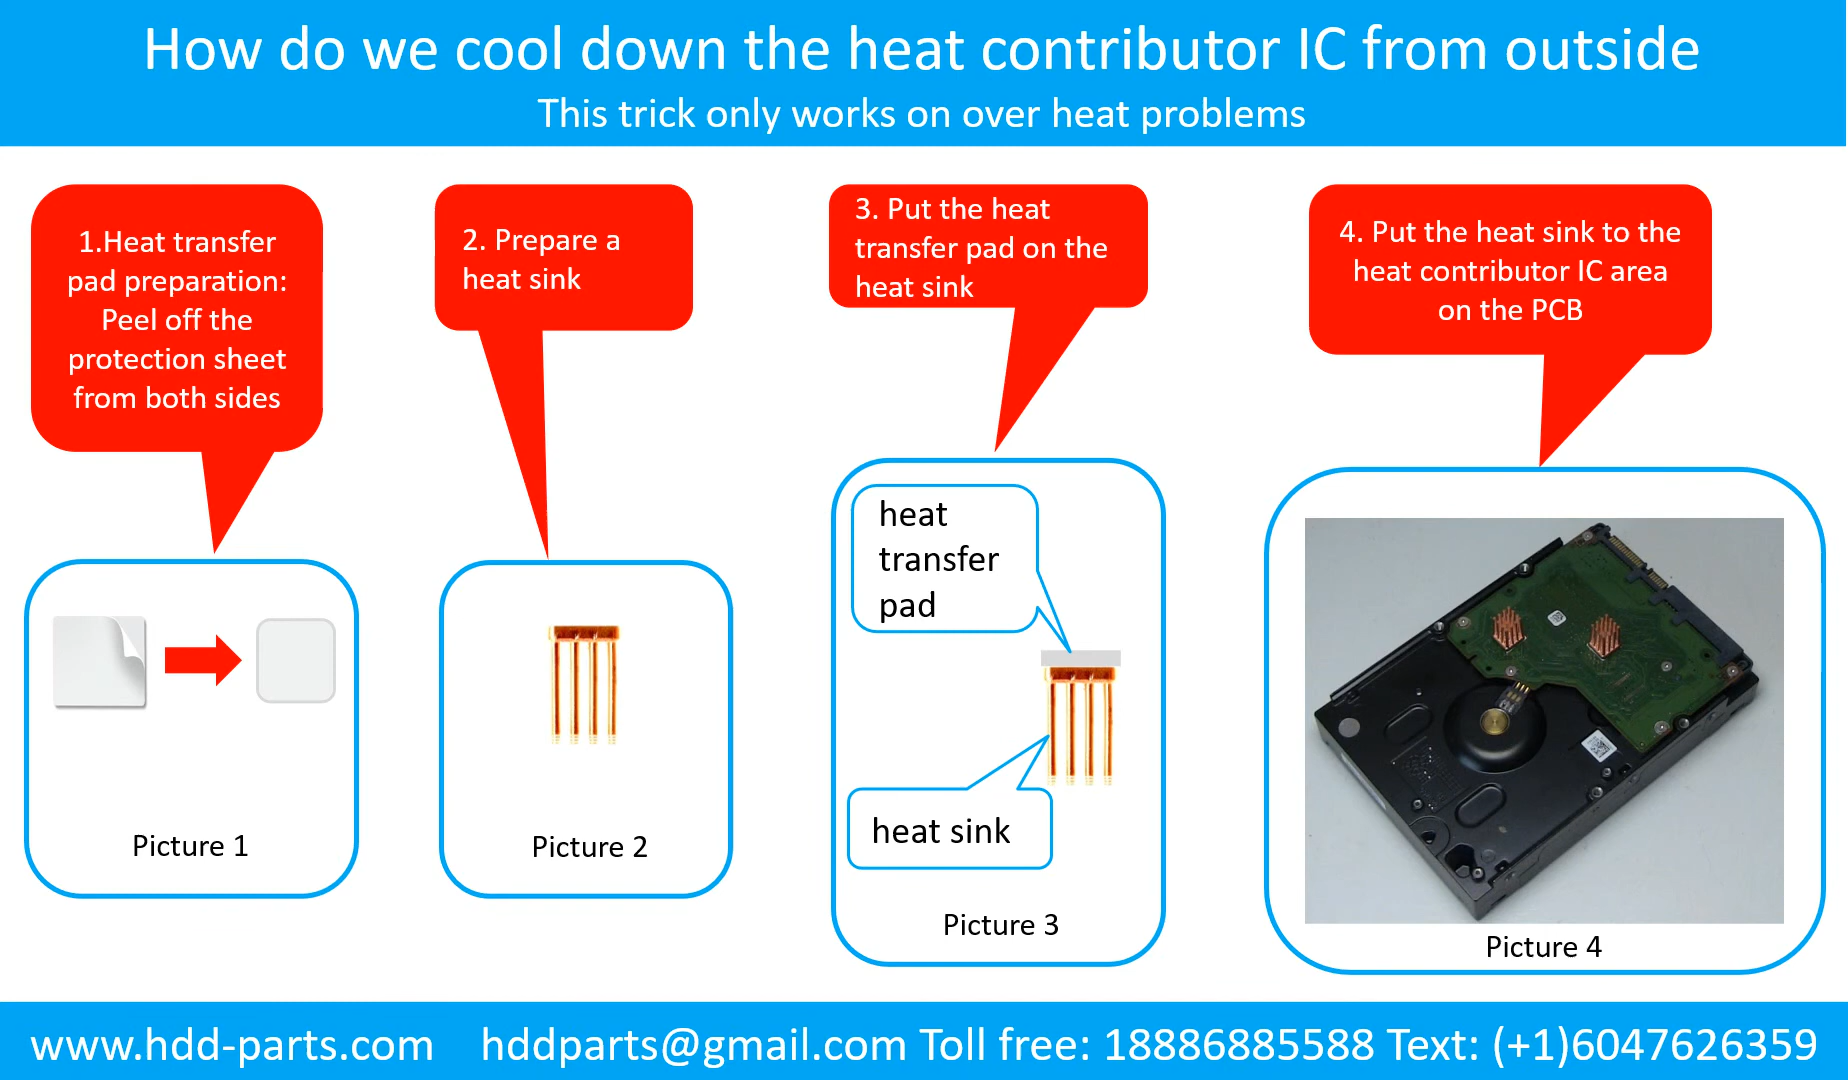 How do we cool down the heat contributor IC from outside
This trick only works on over heat problems
1.Heat transfer
pad preparation:
Peel off the
protection sheet
from both sides
2. Prepare a
heat sink
3. Put the heat
transfer pad on the
heat sink
4. Put the heat sink to the
heat contributor IC area
on the PCB
Picture 1
Picture 2
heat
transfer
pad
heat sink
Picture 3
Picture 4
www.hdd-parts.com hddparts@gmail.com Toll free: 18886885588 Text: (+1)6047626359